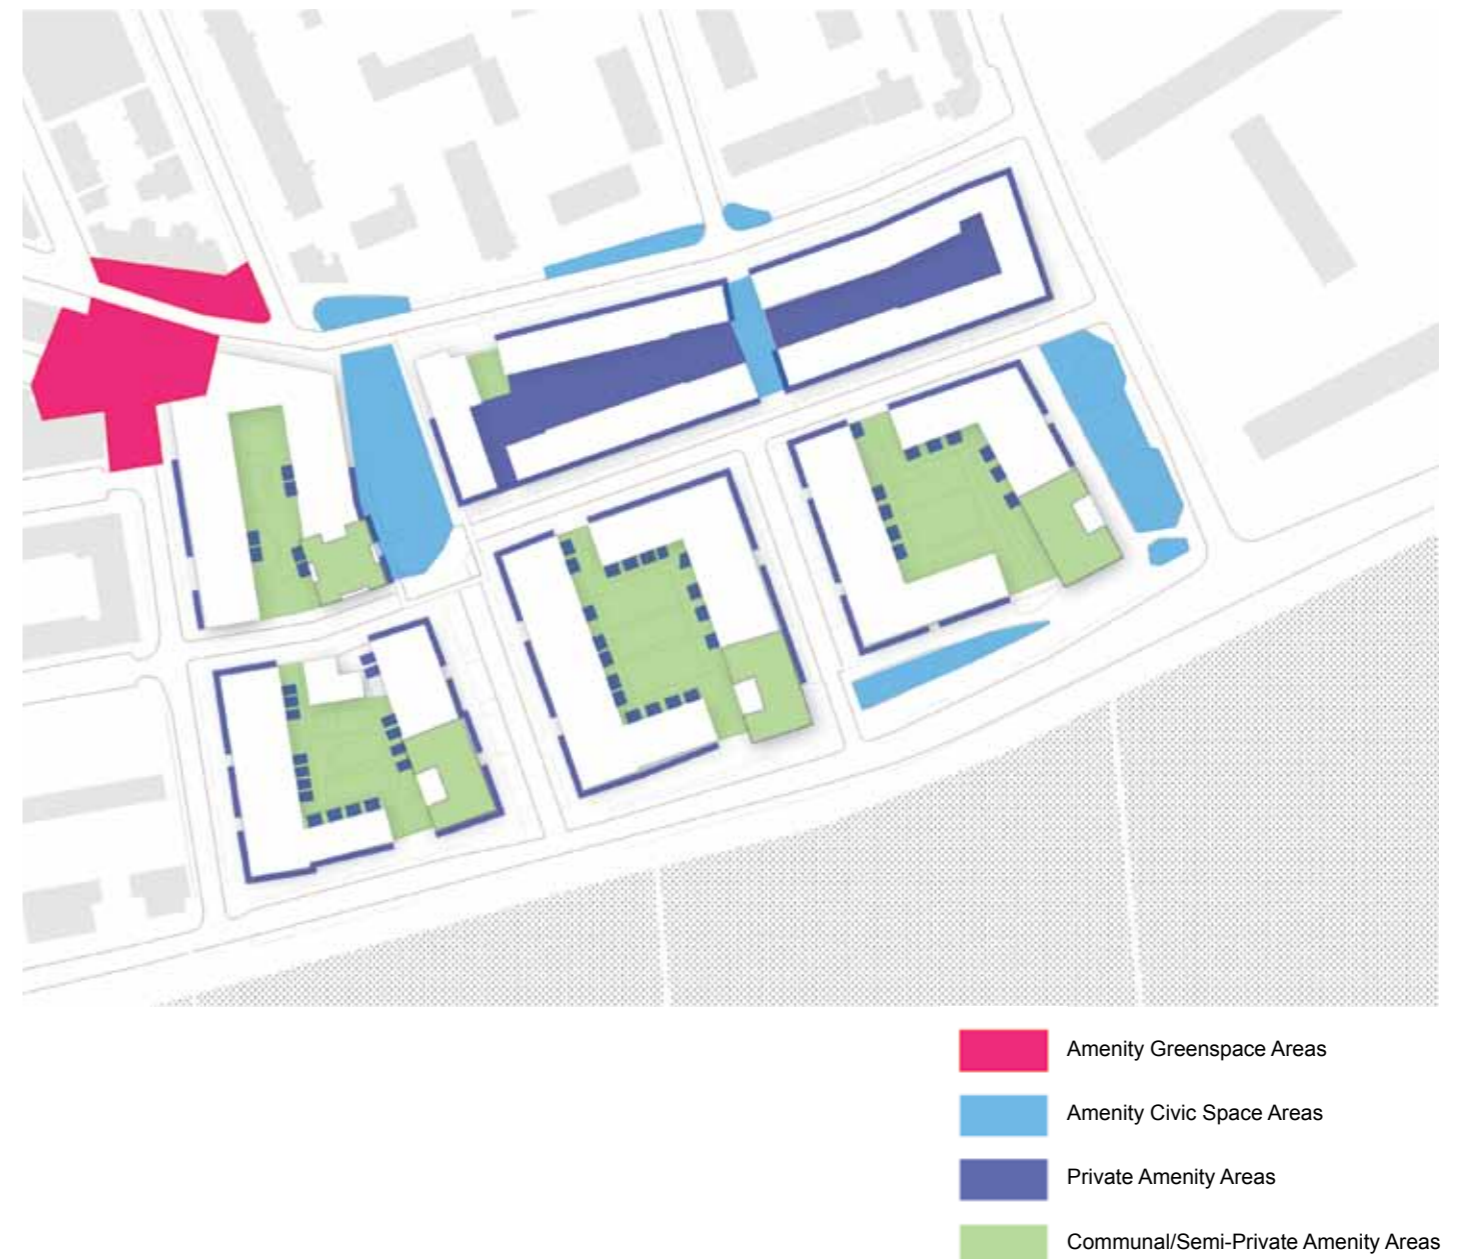 Amenity Greenspace Areas
Amenity Civic Space Areas
Private Amenity Areas
Communal/Semi-Private Amenity Areas